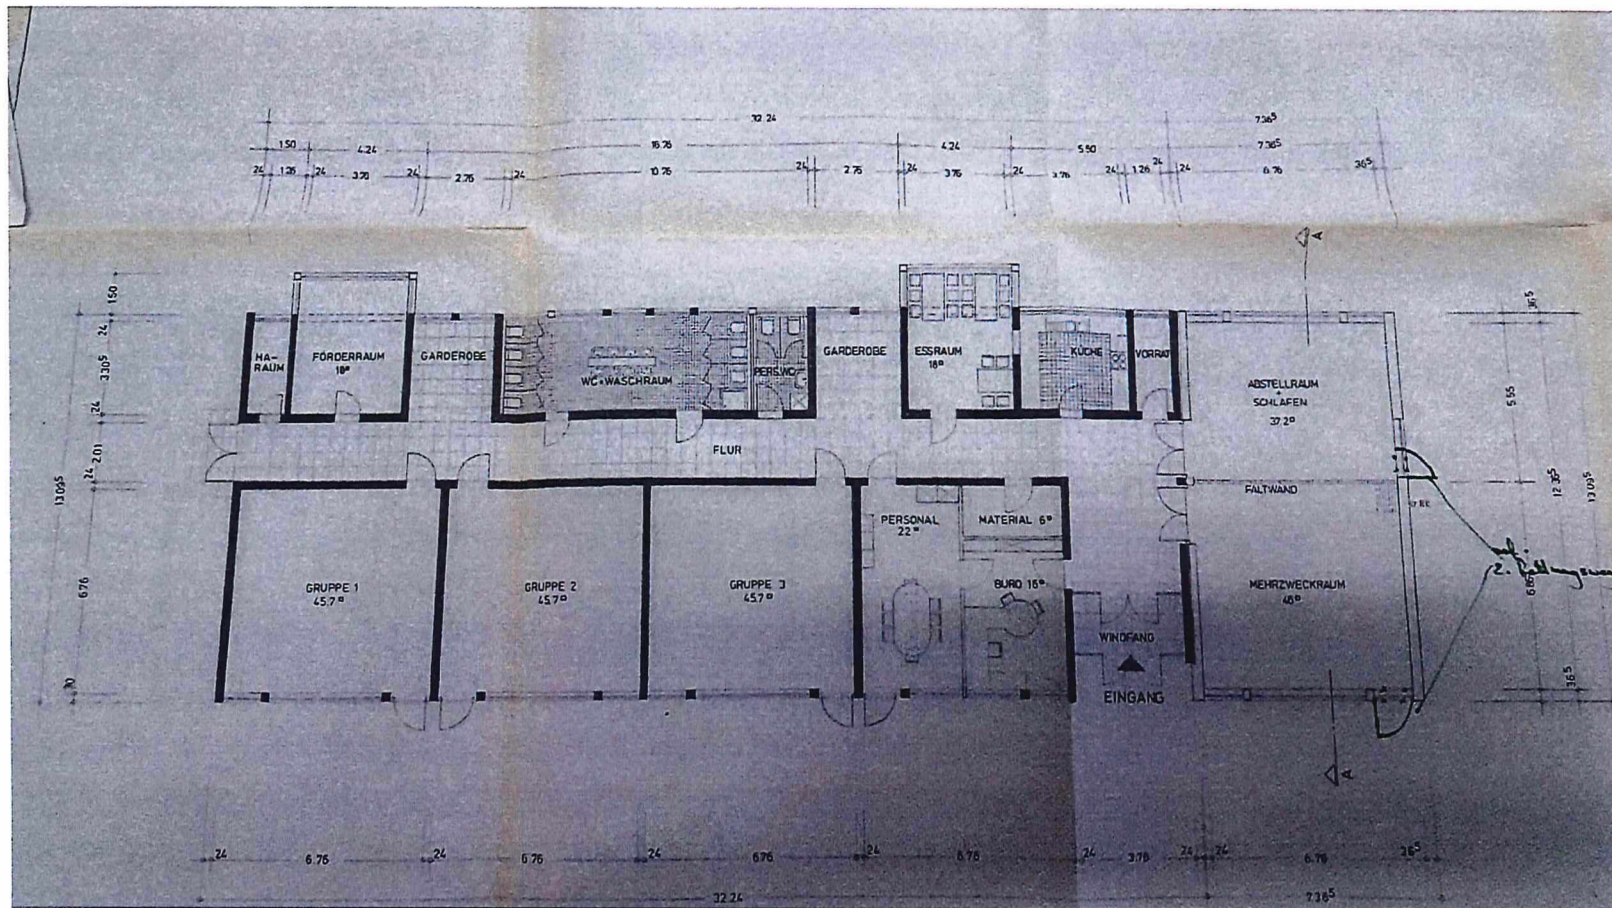 32.24 7.36⁵
1.50 4.24 16.76 4.24 5.50 7.36⁵
24 1.26 24 3.76 24 2.76 24 10.76 24 2.76 24 3.76 24 3.76 24 1.26 24 24 6.76 36⁵
A
1.50
24
3.30⁵
24
2.01
24
6.76
30
13.09⁵
HA-
RAUM
FÖRDERRAUM
18▫
GARDEROBE
WC+WASCHRAUM
PERS.WC
GARDEROBE
ESSRAUM
18▫
KÜCHE
VORRAT
ABSTELLRAUM
+
SCHLAFEN
37.2▫
FLUR
FALTWAND
GRUPPE 1
45.7▫
GRUPPE 2
45.7▫
GRUPPE 3
45.7▫
PERSONAL
22▫
MATERIAL 6▫
BÜRO 16▫
WINDFANG
EINGANG
MEHRZWECKRAUM
46▫
36⁵
5.55
12.36⁵
13.09⁵
36⁵
2. Rettungsweg
A
24 6.76 24 6.76 24 6.76 24 6.76 24 3.76 24 24 6.76 36⁵
32.24 7.36⁵